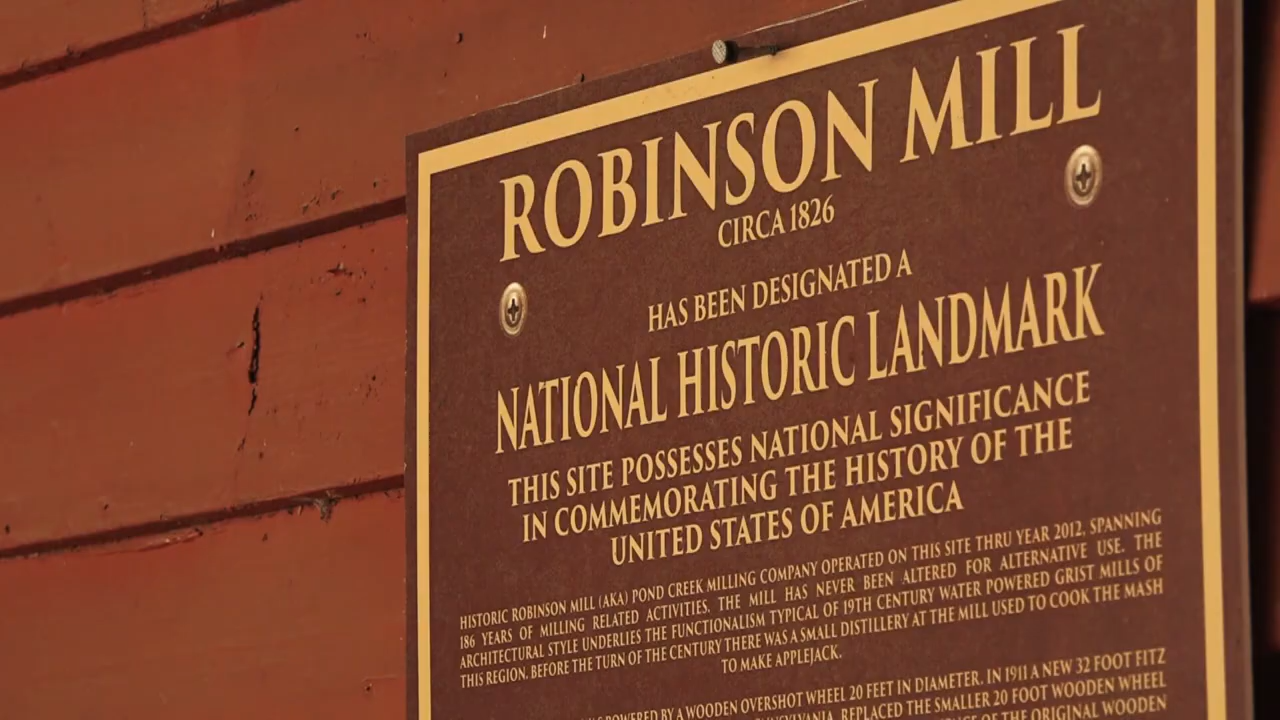 ROBINSON MILL
CIRCA 1826
HAS BEEN DESIGNATED A
NATIONAL HISTORIC LANDMARK
THIS SITE POSSESSES NATIONAL SIGNIFICANCE
IN COMMEMORATING THE HISTORY OF THE
UNITED STATES OF AMERICA
HISTORIC ROBINSON MILL (AKA) POND CREEK MILLING COMPANY OPERATED ON THIS SITE THRU YEAR 2012, SPANNING
186 YEARS OF MILLING RELATED ACTIVITIES. THE MILL HAS NEVER BEEN ALTERED FOR ALTERNATIVE USE. THE
ARCHITECTURAL STYLE UNDERLIES THE FUNCTIONALISM TYPICAL OF 19TH CENTURY WATER POWERED GRIST MILLS OF
THIS REGION. BEFORE THE TURN OF THE CENTURY THERE WAS A SMALL DISTILLERY AT THE MILL USED TO COOK THE MASH
TO MAKE APPLEJACK.
POWERED BY A WOODEN OVERSHOT WHEEL 20 FEET IN DIAMETER. IN 1911 A NEW 32 FOOT FITZ
REPLACED THE SMALLER 20 FOOT WOODEN WHEEL
OF THE ORIGINAL WOODEN